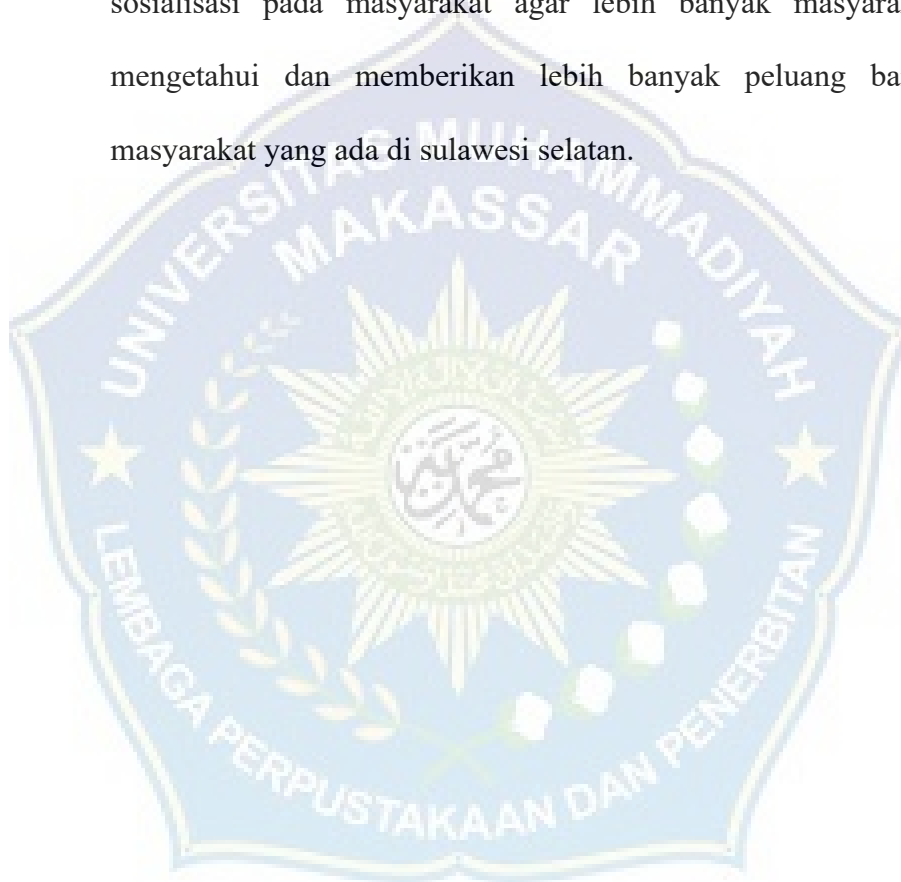 sosialisasi pada masyarakat agar lebih banyak masyara
mengetahui dan memberikan lebih banyak peluang ba
masyarakat yang ada di sulawesi selatan.
UNIVERSITAS MUHAMMADIYAH
MAKASSAR
LEMBAGA PERPUSTAKAAN DAN PENERBITAN